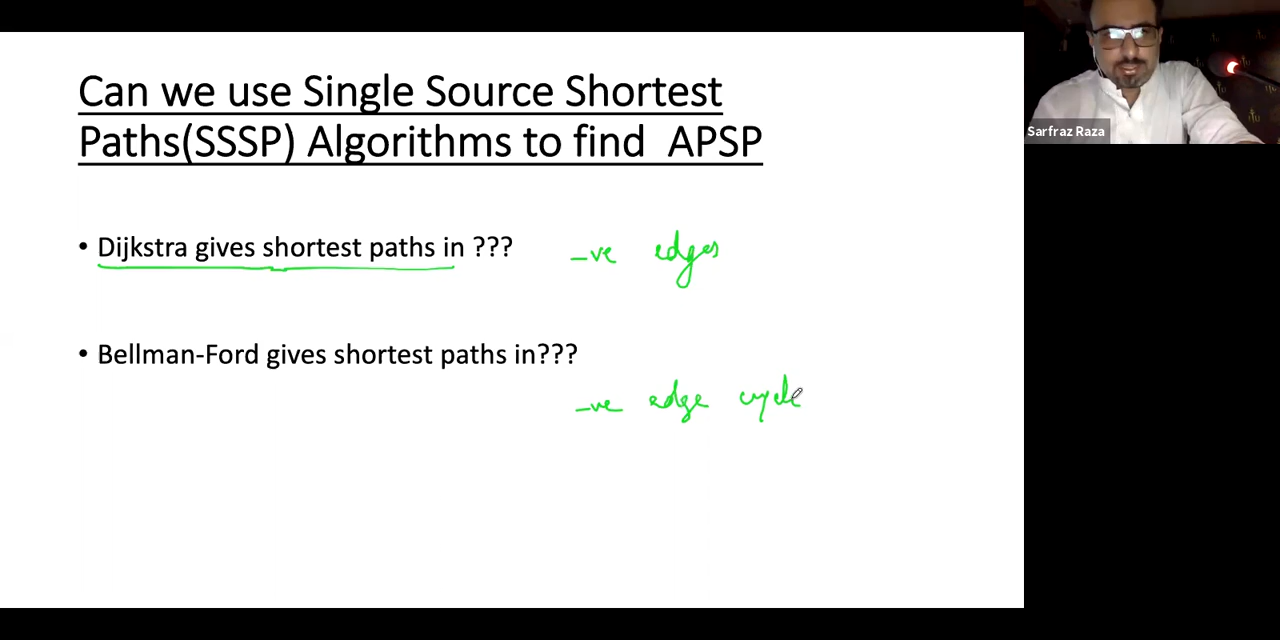 Can we use Single Source Shortest
Paths(SSSP) Algorithms to find APSP
• Dijkstra gives shortest paths in ???
-ve edges
• Bellman-Ford gives shortest paths in???
-ve edge cycle
Sarfraz Raza